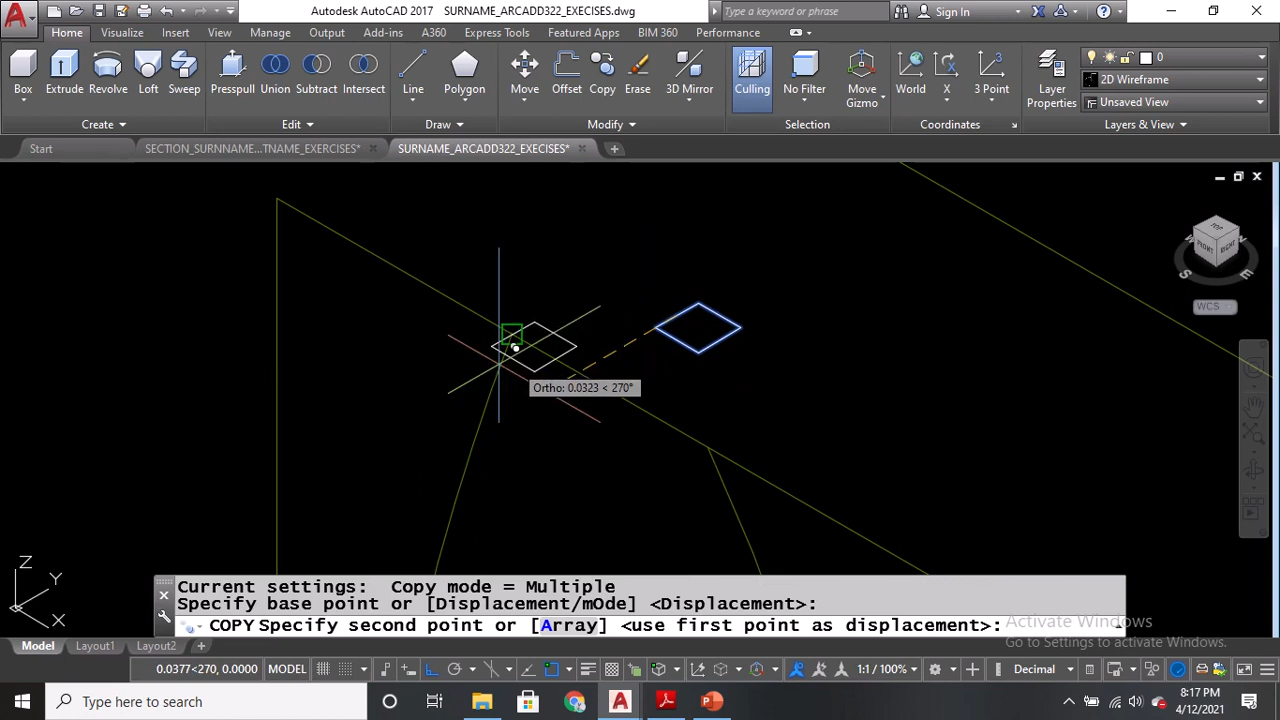 Autodesk AutoCAD 2017 SURNAME_ARCADD322_EXECISES.dwg Type a keyword or phrase Sign In
Home Visualize Insert View Manage Output Add-ins A360 Express Tools Featured Apps BIM 360 Performance
0
2D Wireframe
Box Extrude Revolve Loft Sweep Presspull Union Subtract Intersect Line Polygon Move Offset Copy Erase 3D Mirror Culling No Filter Move Gizmo World X 3 Point Layer Properties Unsaved View
Create Edit Draw Modify Selection Coordinates Layers & View
Start SECTION_SURNNAME...TNAME_EXERCISES* SURNAME_ARCADD322_EXECISES*
TOP
FRONT RIGHT
S E
WCS
Ortho: 0.0323 < 270°
Z
Y
X
Current settings: Copy mode = Multiple
Specify base point or [Displacement/mOde] <Displacement>:
COPY Specify second point or [Array] <use first point as displacement>:
Activate Windows
Go to Settings to activate Windows.
Model Layout1 Layout2
0.0377<270, 0.0000 MODEL 1:1 / 100% Decimal
Type here to search
8:17 PM
4/12/2021